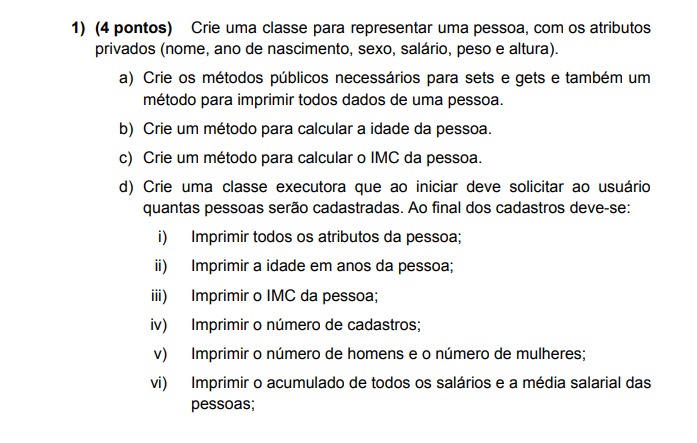 1) (4 pontos) Crie uma classe para representar uma pessoa, com os atributos
privados (nome, ano de nascimento, sexo, salário, peso e altura).
a) Crie os métodos públicos necessários para sets e gets e também um
método para imprimir todos dados de uma pessoa.
b) Crie um método para calcular a idade da pessoa.
c) Crie um método para calcular o IMC da pessoa.
d) Crie uma classe executora que ao iniciar deve solicitar ao usuário
quantas pessoas serão cadastradas. Ao final dos cadastros deve-se:
i) Imprimir todos os atributos da pessoa;
ii) Imprimir a idade em anos da pessoa;
iii) Imprimir o IMC da pessoa;
iv) Imprimir o número de cadastros;
v) Imprimir o número de homens e o número de mulheres;
vi) Imprimir o acumulado de todos os salários e a média salarial das
pessoas;